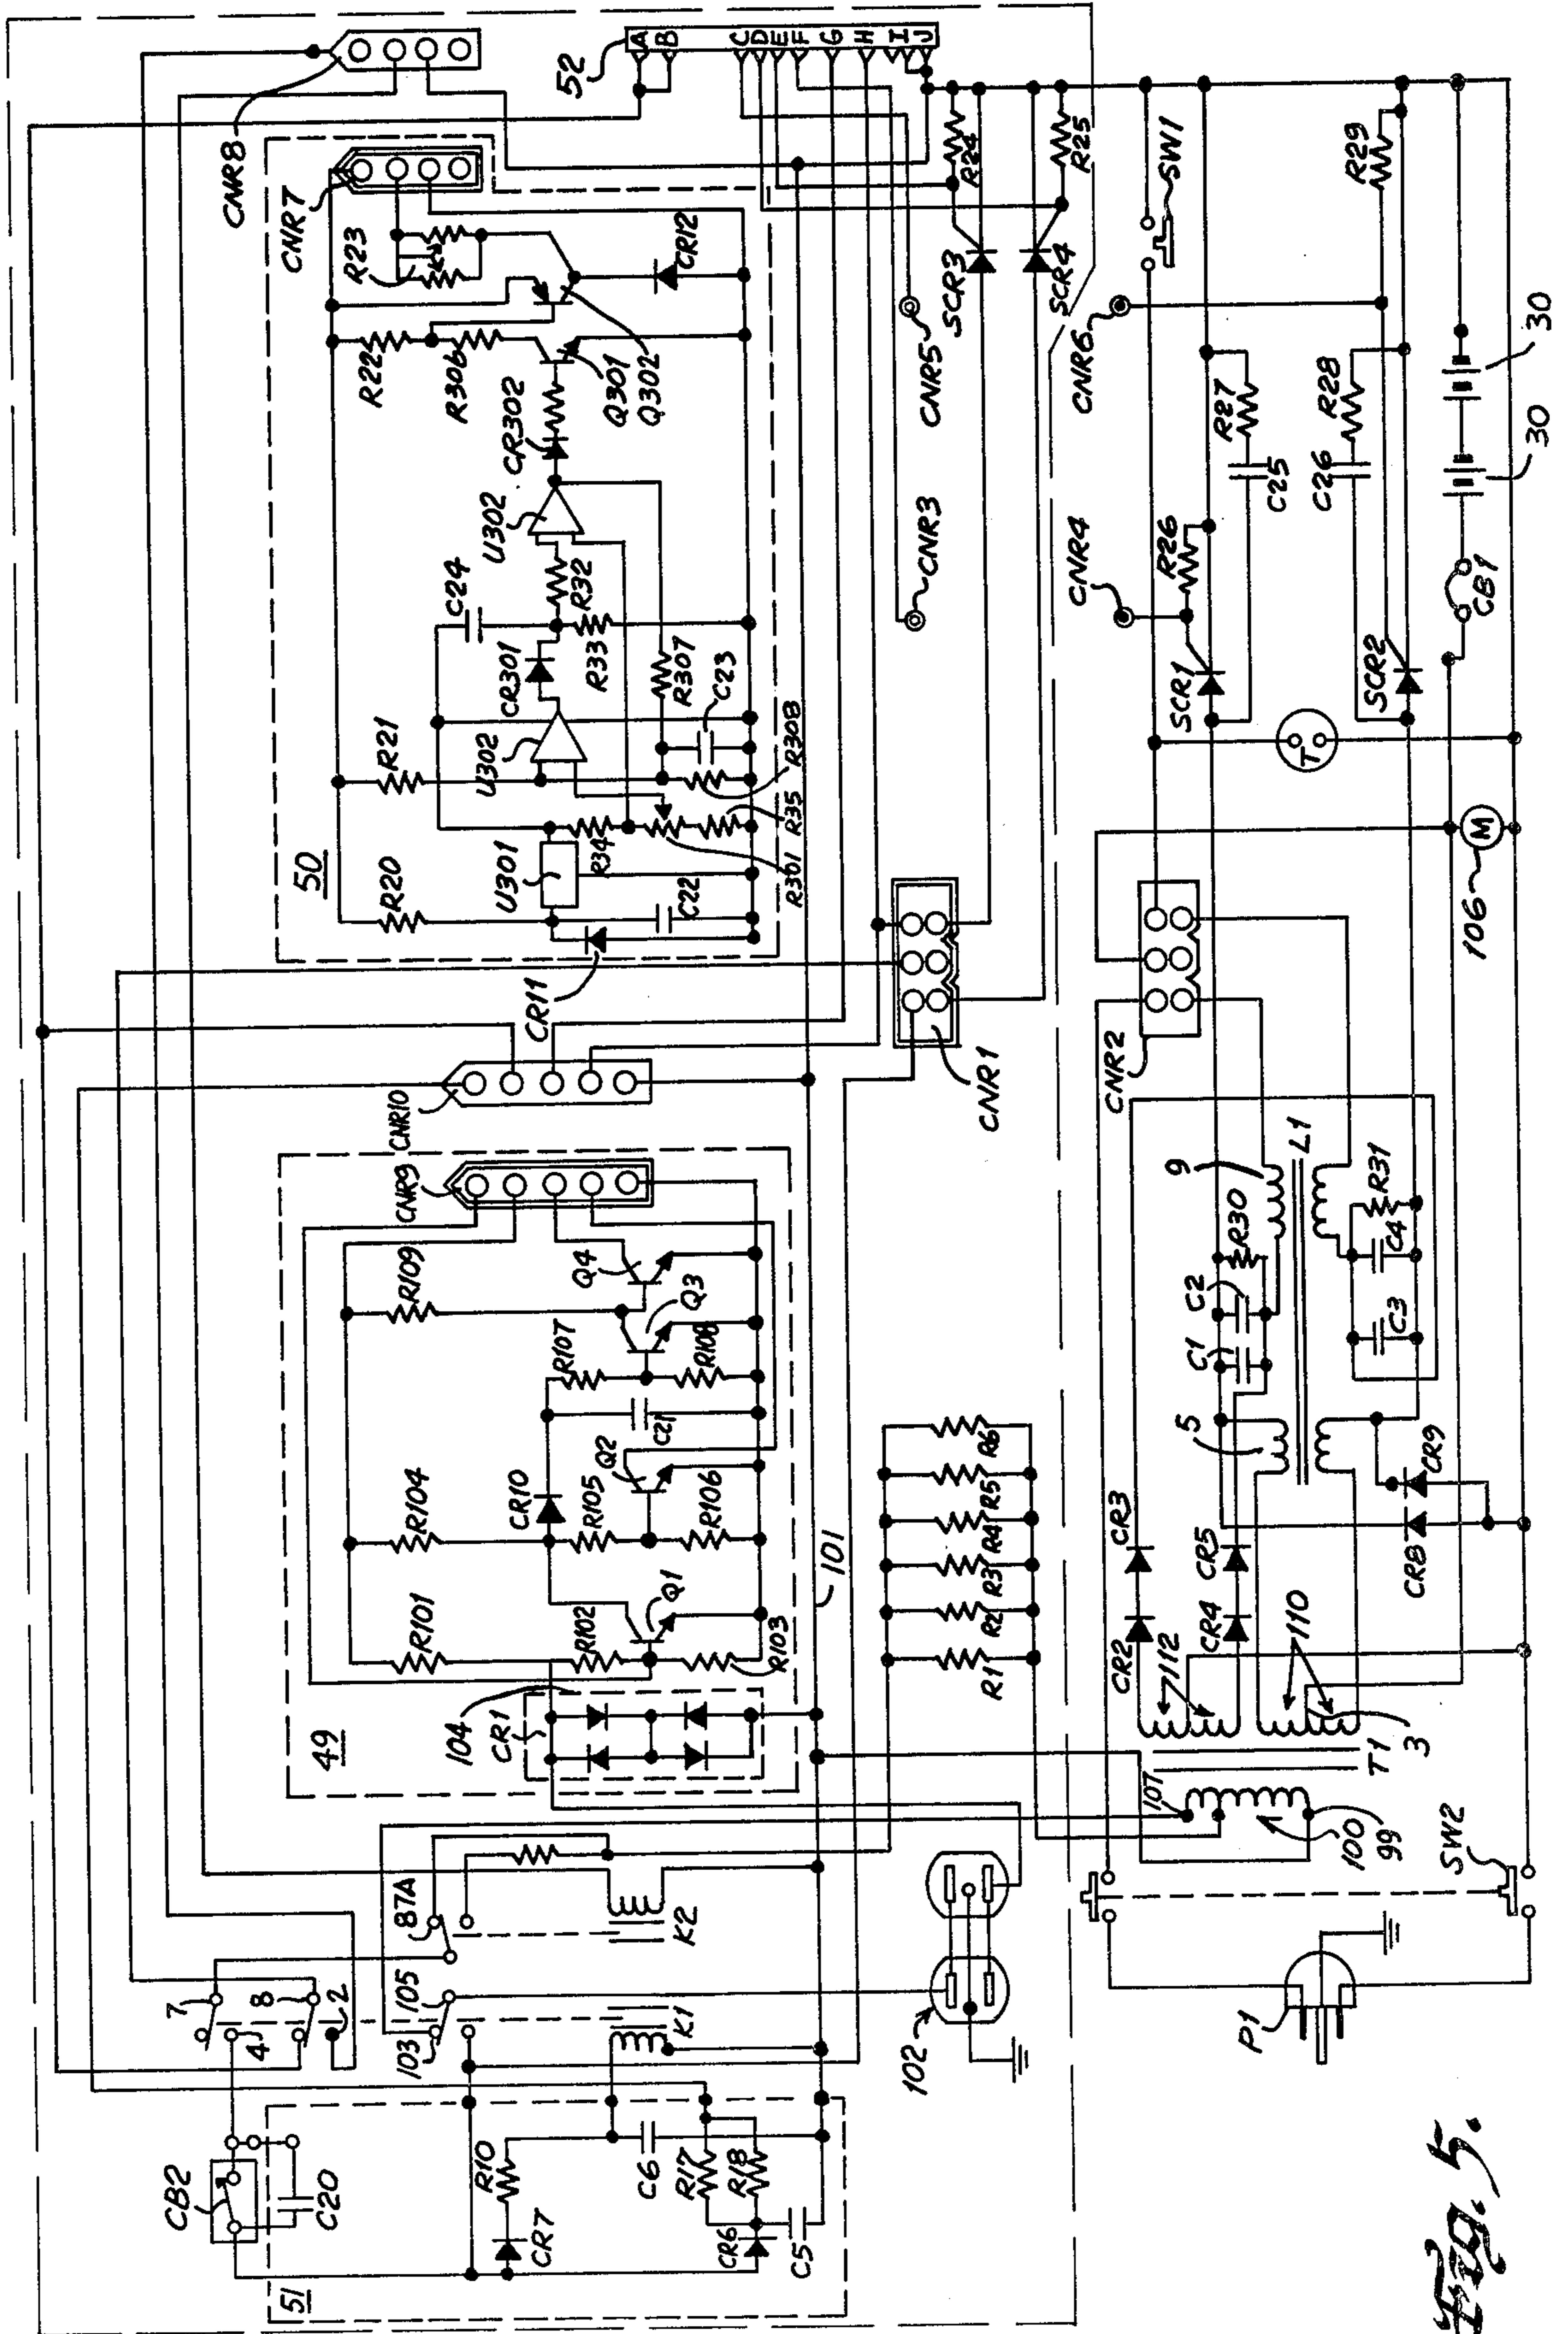 CNR8
52
A
B
C
D
E
F
G
H
I
J
CNR7
R23
CR12
R22
R306
Q301
Q302
CR302
U302
C24
R32
R33
CR301
R307
C23
R308
U302
R21
R35
R301
R34
U301
50
R20
C22
CR11
R24
R25
SCR3
SCR4
CNR5
CNR3
CNR1
CNR10
CNR9
R109
Q4
Q3
R107
R108
C21
Q2
CR10
R105
R106
R104
101
R101
Q1
R102
R103
104
CR1
49
R1
R2
R3
R4
R5
R6
87A
K2
7
8
2
4
105
103
K1
102
CB2
C20
R10
CR7
C6
R17
R18
CR6
C5
51
SW1
R29
CNR6
R27
C25
R28
C26
30
30
CNR4
R26
SCR1
SCR2
CB1
T
M
106
CNR2
L1
9
R30
R31
C2
C1
C4
C3
5
CR3
CR5
CR9
CR8
CR2
CR4
112
110
3
T1
107
100
99
SW2
P1
Fig. 5.